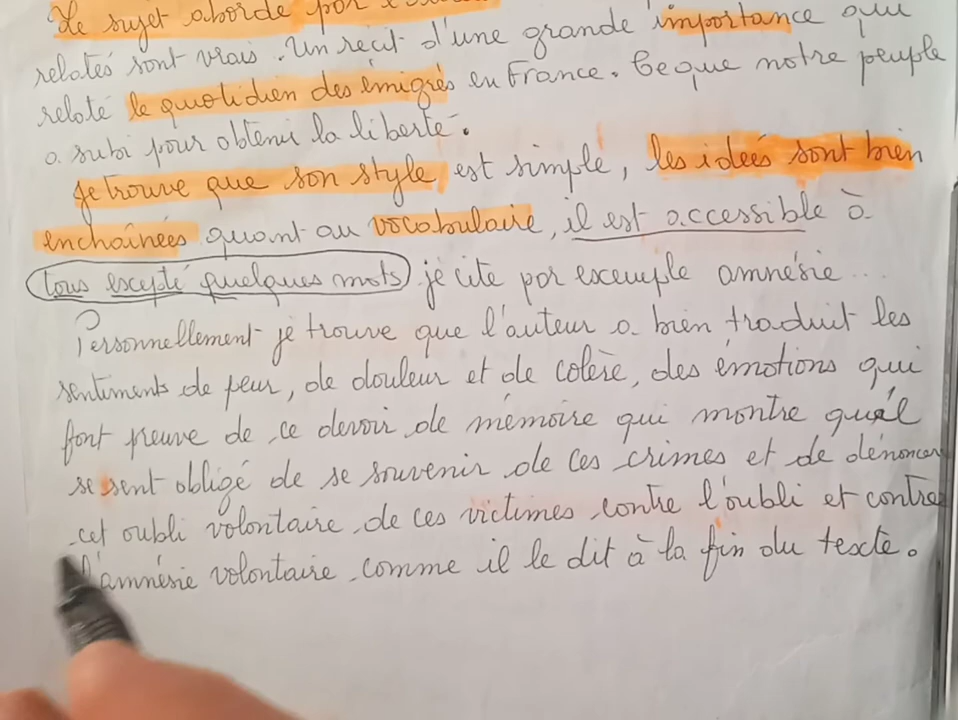 Le sujet abordé por
relatés sont vrais. Un récit d'une grande importance qui
relate le quotidien des émigrés en France. Ce que notre peuple
a subi pour obtenir la liberté.
Je trouve que son style est simple, les idées sont bien
enchaînées quant au vocabulaire, il est accessible à
tous excepté quelques mots je cite por exemple amnésie...
Personnellement je trouve que l'auteur a bien traduit les
sentiments de peur, de douleur et de colère, des émotions qui
font preuve de ce devoir de mémoire qui montre qu'il
se sent obligé de se souvenir de ces crimes et de dénoncer
cet oubli volontaire de ces victimes contre l'oubli et contre
l'amnésie volontaire comme il le dit à la fin du texte.